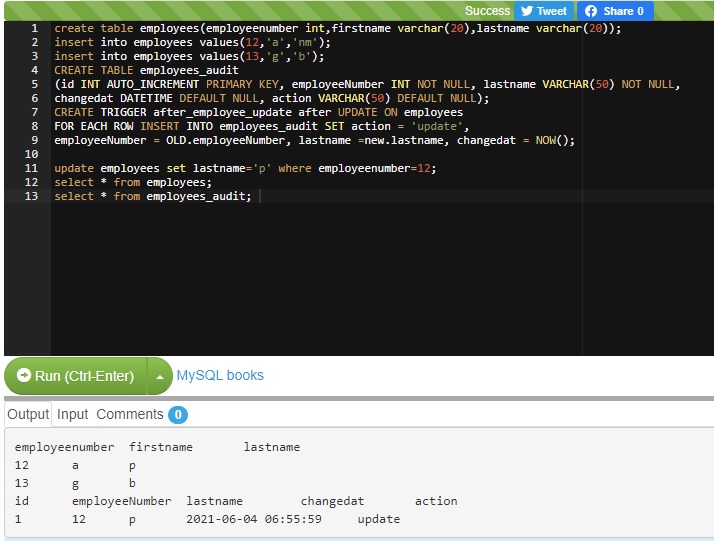 Success Tweet Share 0
1 create table employees(employeenumber int,firstname varchar(20),lastname varchar(20));
2 insert into employees values(12,'a','nm');
3 insert into employees values(13,'g','b');
4 CREATE TABLE employees_audit
5 (id INT AUTO_INCREMENT PRIMARY KEY, employeeNumber INT NOT NULL, lastname VARCHAR(50) NOT NULL,
6 changedat DATETIME DEFAULT NULL, action VARCHAR(50) DEFAULT NULL);
7 CREATE TRIGGER after_employee_update after UPDATE ON employees
8 FOR EACH ROW INSERT INTO employees_audit SET action = 'update',
9 employeeNumber = OLD.employeeNumber, lastname =new.lastname, changedat = NOW();
10
11 update employees set lastname='p' where employeenumber=12;
12 select * from employees;
13 select * from employees_audit;
Run (Ctrl-Enter) MySQL books
Output Input Comments 0
employeenumber firstname lastname
12 a p
13 g b
id employeeNumber lastname changedat action
1 12 p 2021-06-04 06:55:59 update